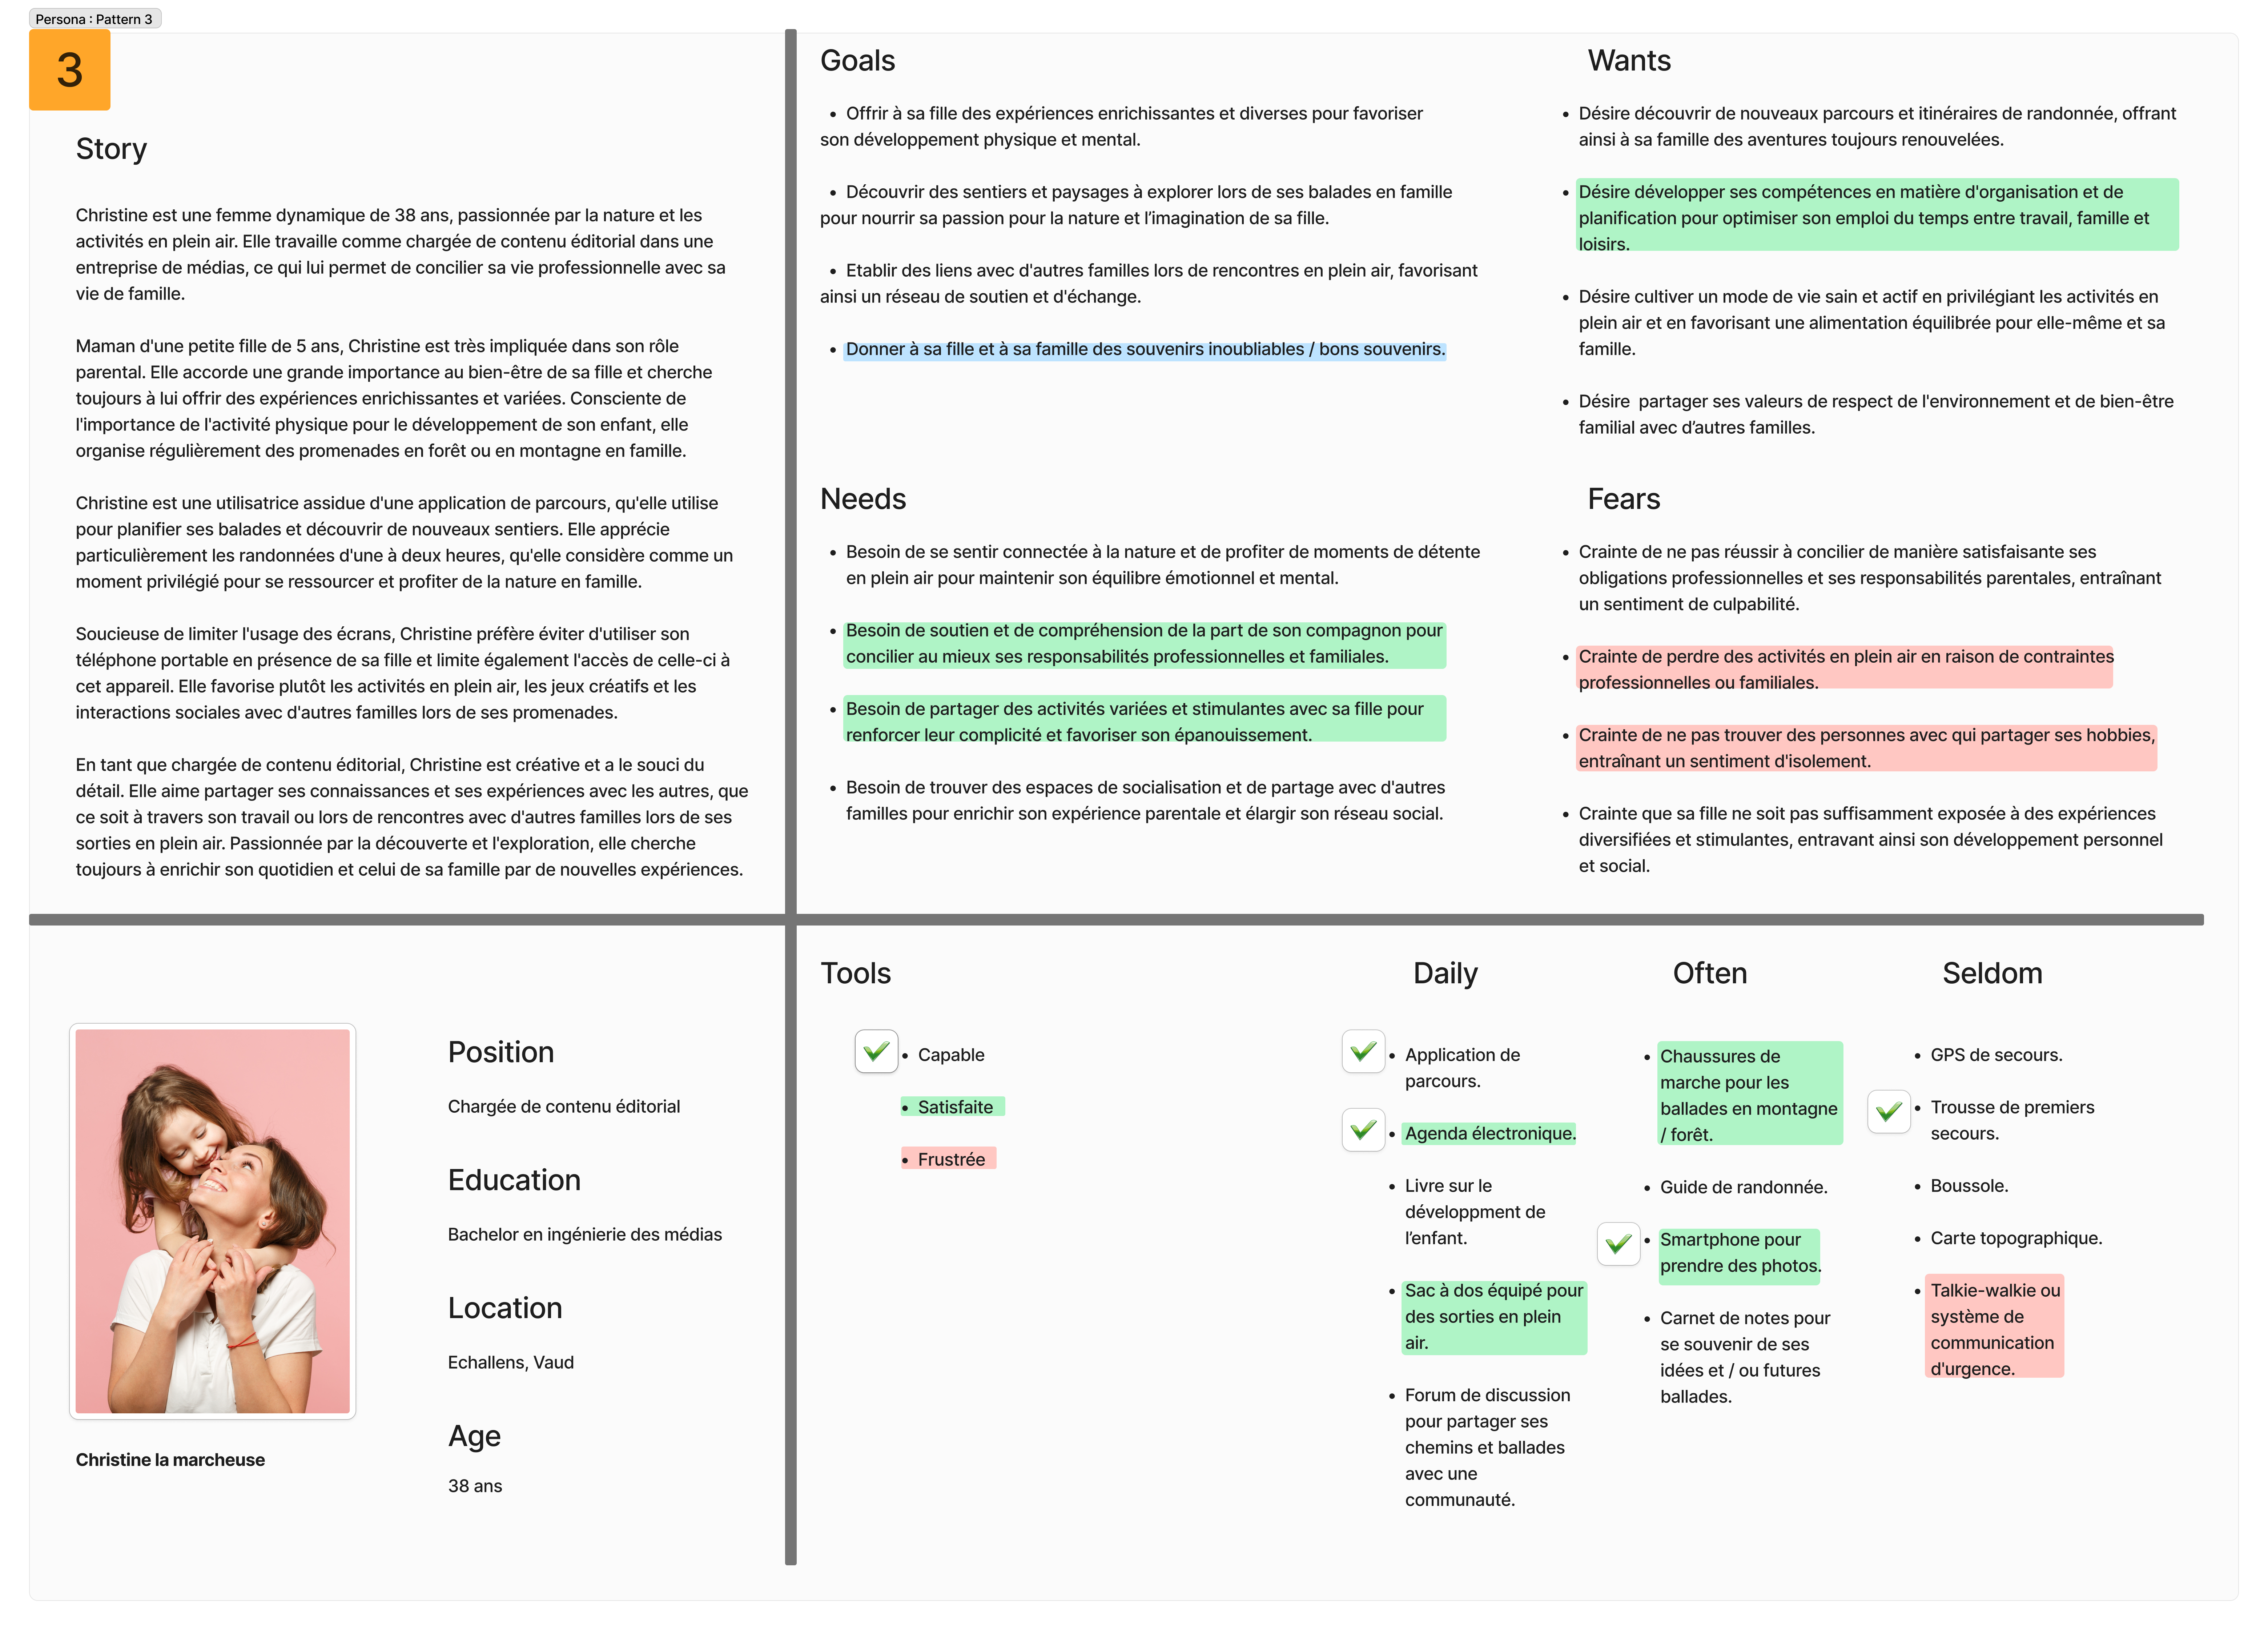 Persona : Pattern 3
3
Story
Christine est une femme dynamique de 38 ans, passionnée par la nature et les
activités en plein air. Elle travaille comme chargée de contenu éditorial dans une
entreprise de médias, ce qui lui permet de concilier sa vie professionnelle avec sa
vie de famille.
Maman d'une petite fille de 5 ans, Christine est très impliquée dans son rôle
parental. Elle accorde une grande importance au bien-être de sa fille et cherche
toujours à lui offrir des expériences enrichissantes et variées. Consciente de
l'importance de l'activité physique pour le développement de son enfant, elle
organise régulièrement des promenades en forêt ou en montagne en famille.
Christine est une utilisatrice assidue d'une application de parcours, qu'elle utilise
pour planifier ses balades et découvrir de nouveaux sentiers. Elle apprécie
particulièrement les randonnées d'une à deux heures, qu'elle considère comme un
moment privilégié pour se ressourcer et profiter de la nature en famille.
Soucieuse de limiter l'usage des écrans, Christine préfère éviter d'utiliser son
téléphone portable en présence de sa fille et limite également l'accès de celle-ci à
cet appareil. Elle favorise plutôt les activités en plein air, les jeux créatifs et les
interactions sociales avec d'autres familles lors de ses promenades.
En tant que chargée de contenu éditorial, Christine est créative et a le souci du
détail. Elle aime partager ses connaissances et ses expériences avec les autres, que
ce soit à travers son travail ou lors de rencontres avec d'autres familles lors de ses
sorties en plein air. Passionnée par la découverte et l'exploration, elle cherche
toujours à enrichir son quotidien et celui de sa famille par de nouvelles expériences.
Goals
• Offrir à sa fille des expériences enrichissantes et diverses pour favoriser
son développement physique et mental.
• Découvrir des sentiers et paysages à explorer lors de ses balades en famille
pour nourrir sa passion pour la nature et l’imagination de sa fille.
• Etablir des liens avec d'autres familles lors de rencontres en plein air, favorisant
ainsi un réseau de soutien et d'échange.
• Donner à sa fille et à sa famille des souvenirs inoubliables / bons souvenirs.
Wants
• Désire découvrir de nouveaux parcours et itinéraires de randonnée, offrant
ainsi à sa famille des aventures toujours renouvelées.
• Désire développer ses compétences en matière d'organisation et de
planification pour optimiser son emploi du temps entre travail, famille et
loisirs.
• Désire cultiver un mode de vie sain et actif en privilégiant les activités en
plein air et en favorisant une alimentation équilibrée pour elle-même et sa
famille.
• Désire  partager ses valeurs de respect de l'environnement et de bien-être
familial avec d’autres familles.
Needs
• Besoin de se sentir connectée à la nature et de profiter de moments de détente
en plein air pour maintenir son équilibre émotionnel et mental.
• Besoin de soutien et de compréhension de la part de son compagnon pour
concilier au mieux ses responsabilités professionnelles et familiales.
• Besoin de partager des activités variées et stimulantes avec sa fille pour
renforcer leur complicité et favoriser son épanouissement.
• Besoin de trouver des espaces de socialisation et de partage avec d'autres
familles pour enrichir son expérience parentale et élargir son réseau social.
Fears
• Crainte de ne pas réussir à concilier de manière satisfaisante ses
obligations professionnelles et ses responsabilités parentales, entraînant
un sentiment de culpabilité.
• Crainte de perdre des activités en plein air en raison de contraintes
professionnelles ou familiales.
• Crainte de ne pas trouver des personnes avec qui partager ses hobbies,
entraînant un sentiment d'isolement.
• Crainte que sa fille ne soit pas suffisamment exposée à des expériences
diversifiées et stimulantes, entravant ainsi son développement personnel
et social.
Christine la marcheuse
Position
Chargée de contenu éditorial
Education
Bachelor en ingénierie des médias
Location
Echallens, Vaud
Age
38 ans
Tools
• Capable
• Satisfaite
• Frustrée
Daily
• Application de
parcours.
• Agenda électronique.
• Livre sur le
développment de
l’enfant.
• Sac à dos équipé pour
des sorties en plein
air.
• Forum de discussion
pour partager ses
chemins et ballades
avec une
communauté.
Often
• Chaussures de
marche pour les
ballades en montagne
/ forêt.
• Guide de randonnée.
• Smartphone pour
prendre des photos.
• Carnet de notes pour
se souvenir de ses
idées et / ou futures
ballades.
Seldom
• GPS de secours.
• Trousse de premiers
secours.
• Boussole.
• Carte topographique.
• Talkie-walkie ou
système de
communication
d'urgence.